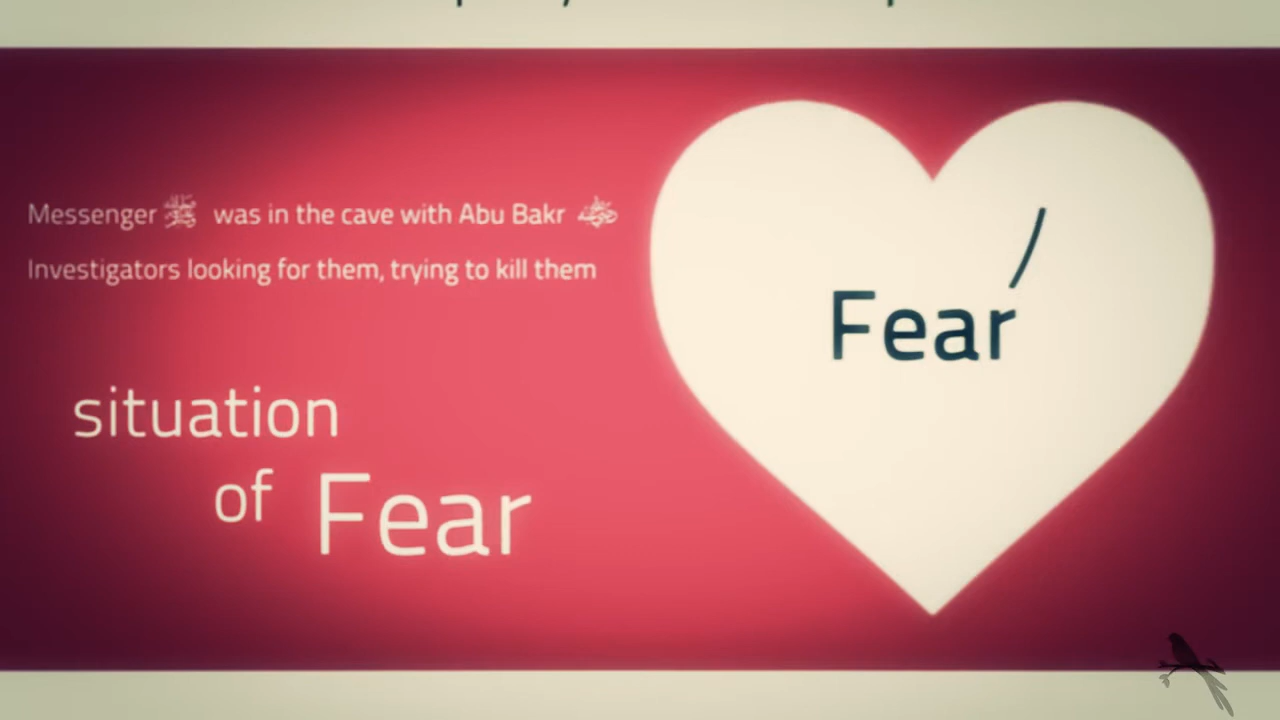 Messenger ﷺ was in the cave with Abu Bakr
Investigators looking for them, trying to kill them
situation
of Fear
Fear